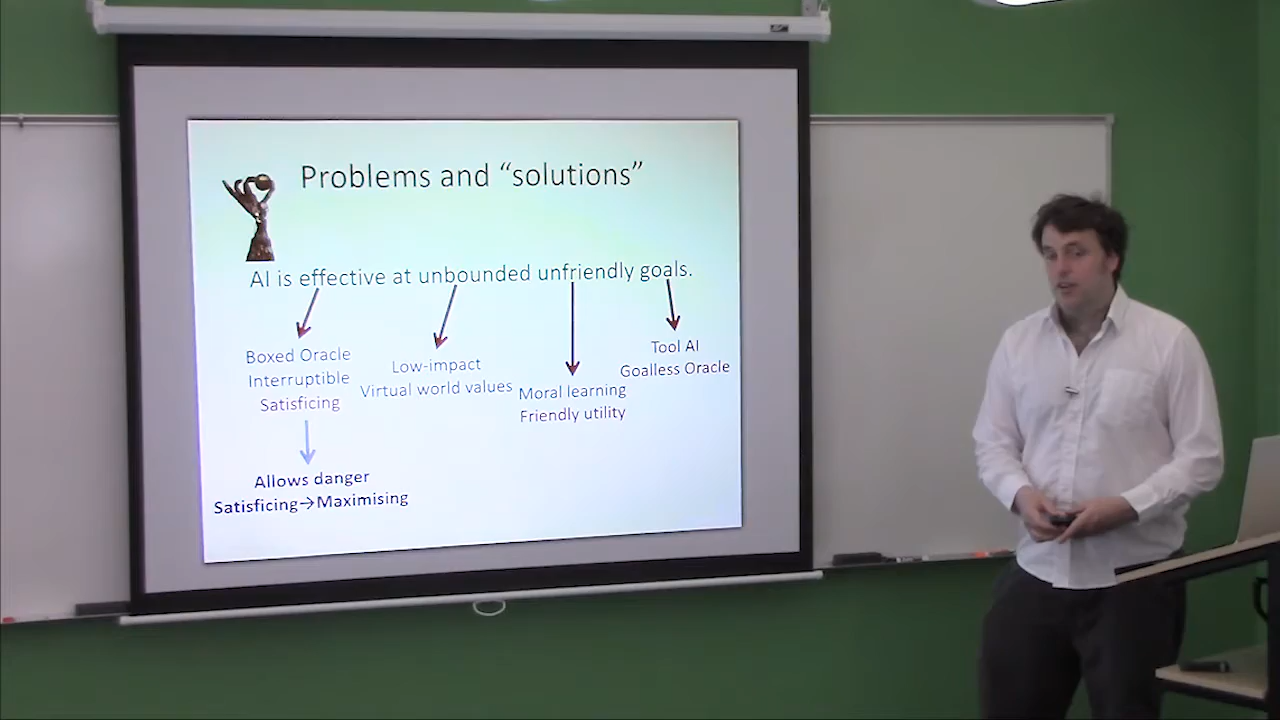 Problems and “solutions”
AI is effective at unbounded unfriendly goals.
Boxed Oracle
Interruptible
Satisficing
Low-impact
Virtual world values
Moral learning
Friendly utility
Tool AI
Goalless Oracle
Allows danger
Satisficing→Maximising